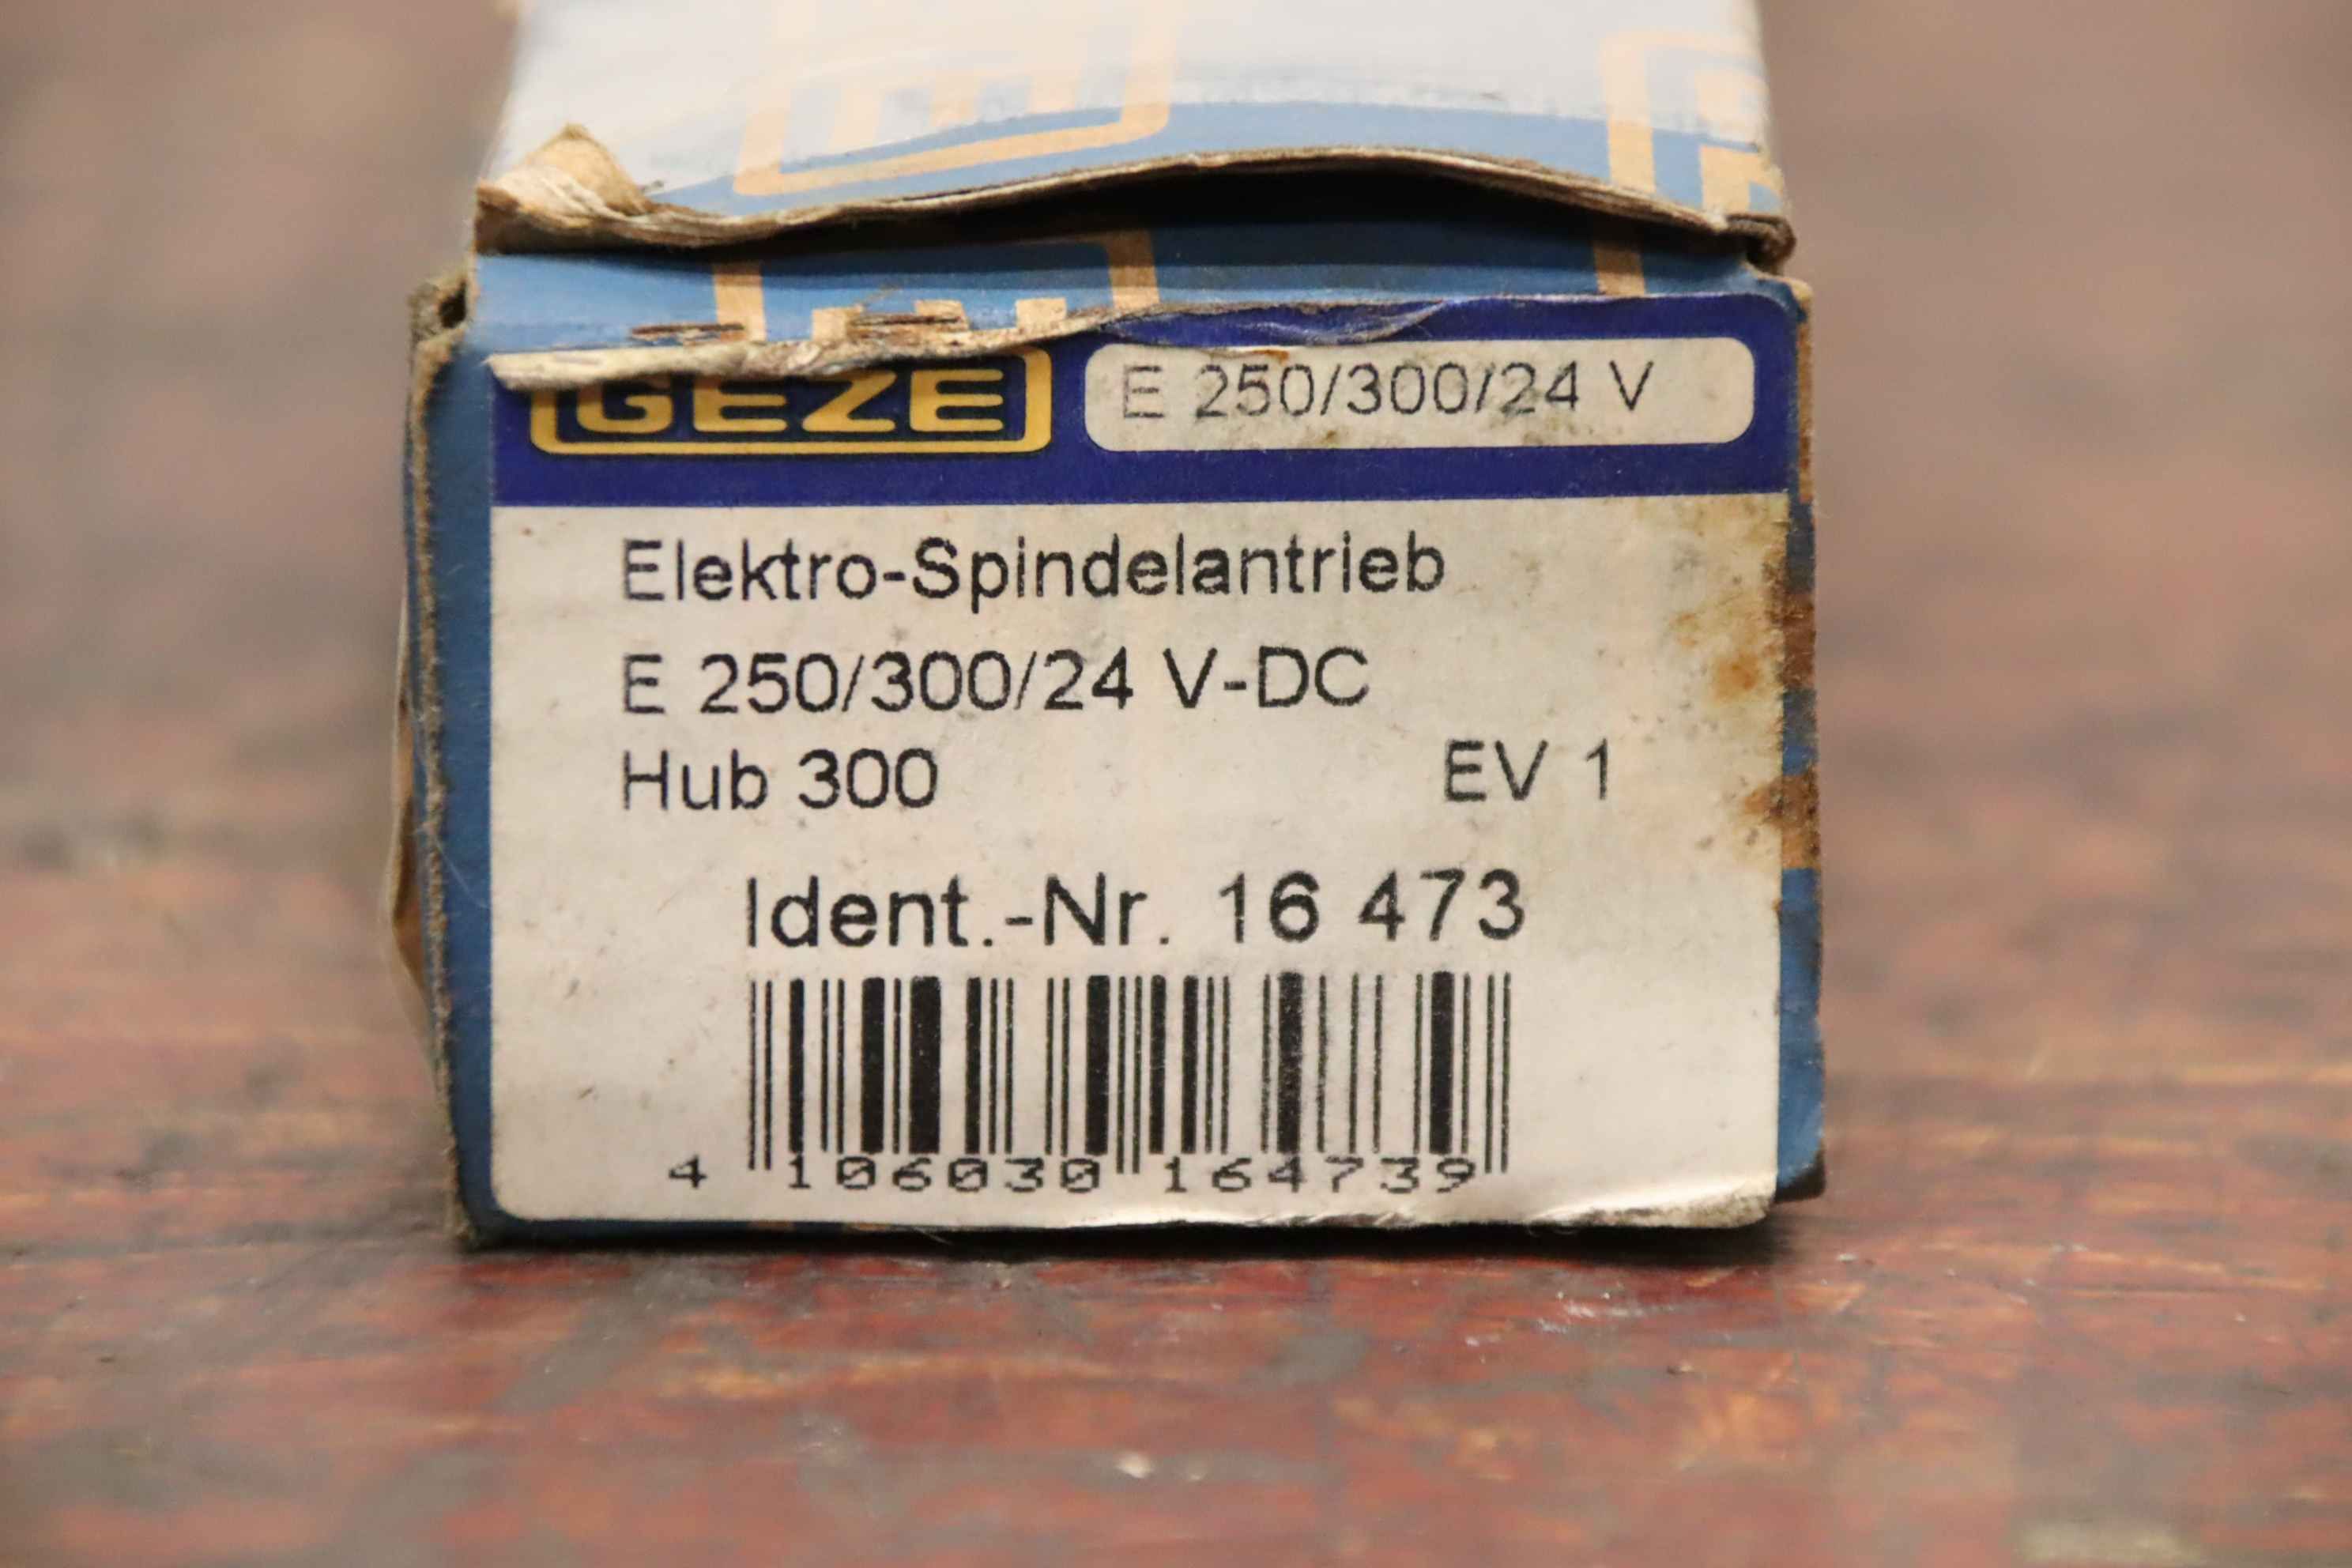 GEZE E 250/300/24 V
Elektro-Spindelantrieb
E 250/300/24 V-DC
Hub 300 EV 1
Ident.-Nr. 16 473
4 106030 164739